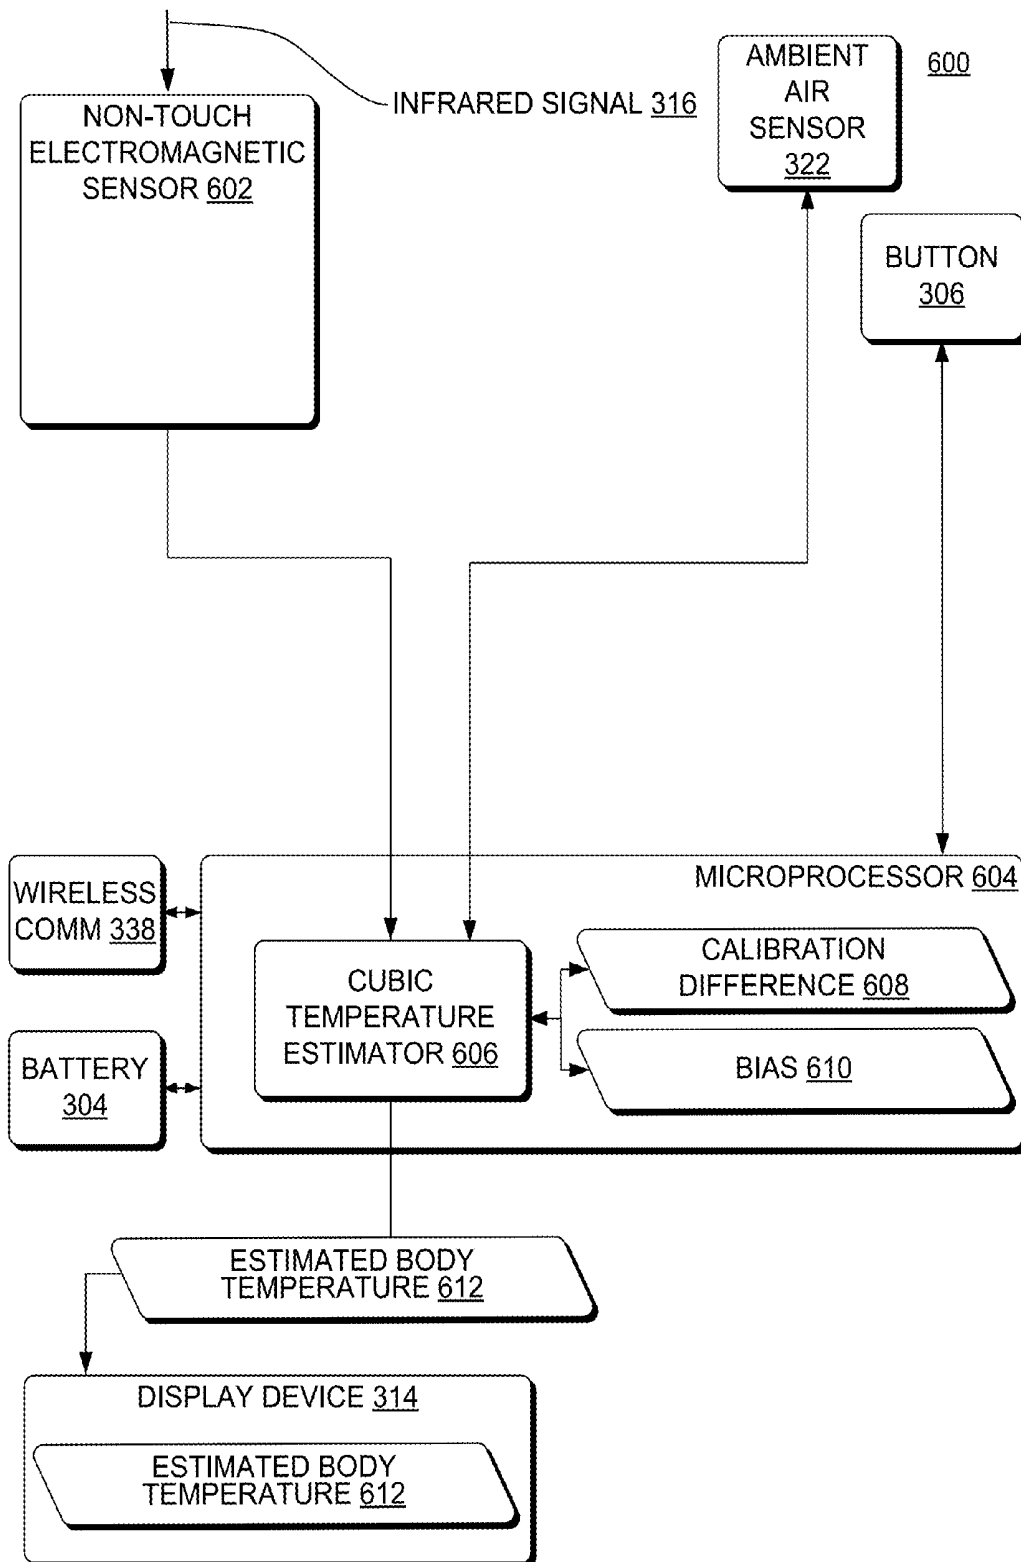 NON-TOUCH
ELECTROMAGNETIC
SENSOR 602
INFRARED SIGNAL 316
AMBIENT
AIR
SENSOR
322
600
BUTTON
306
WIRELESS
COMM 338
BATTERY
304
MICROPROCESSOR 604
CUBIC
TEMPERATURE
ESTIMATOR 606
CALIBRATION
DIFFERENCE 608
BIAS 610
ESTIMATED BODY
TEMPERATURE 612
DISPLAY DEVICE 314
ESTIMATED BODY
TEMPERATURE 612